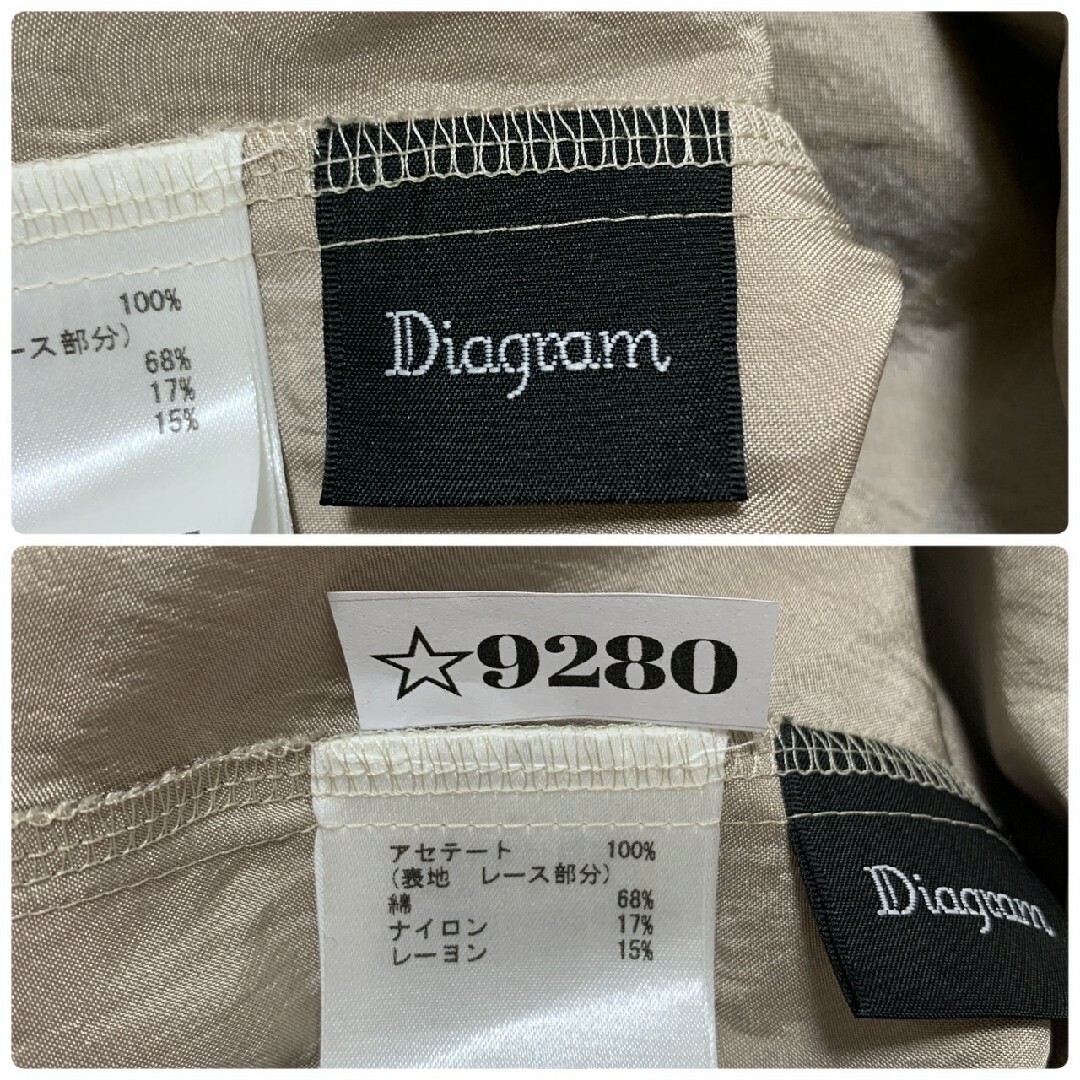 100%
ース部分)
68%
17%
15%
Diagram
☆9280
アセテート 100%
(表地 レース部分)
綿 68%
ナイロン 17%
レーヨン 15%
Diagram